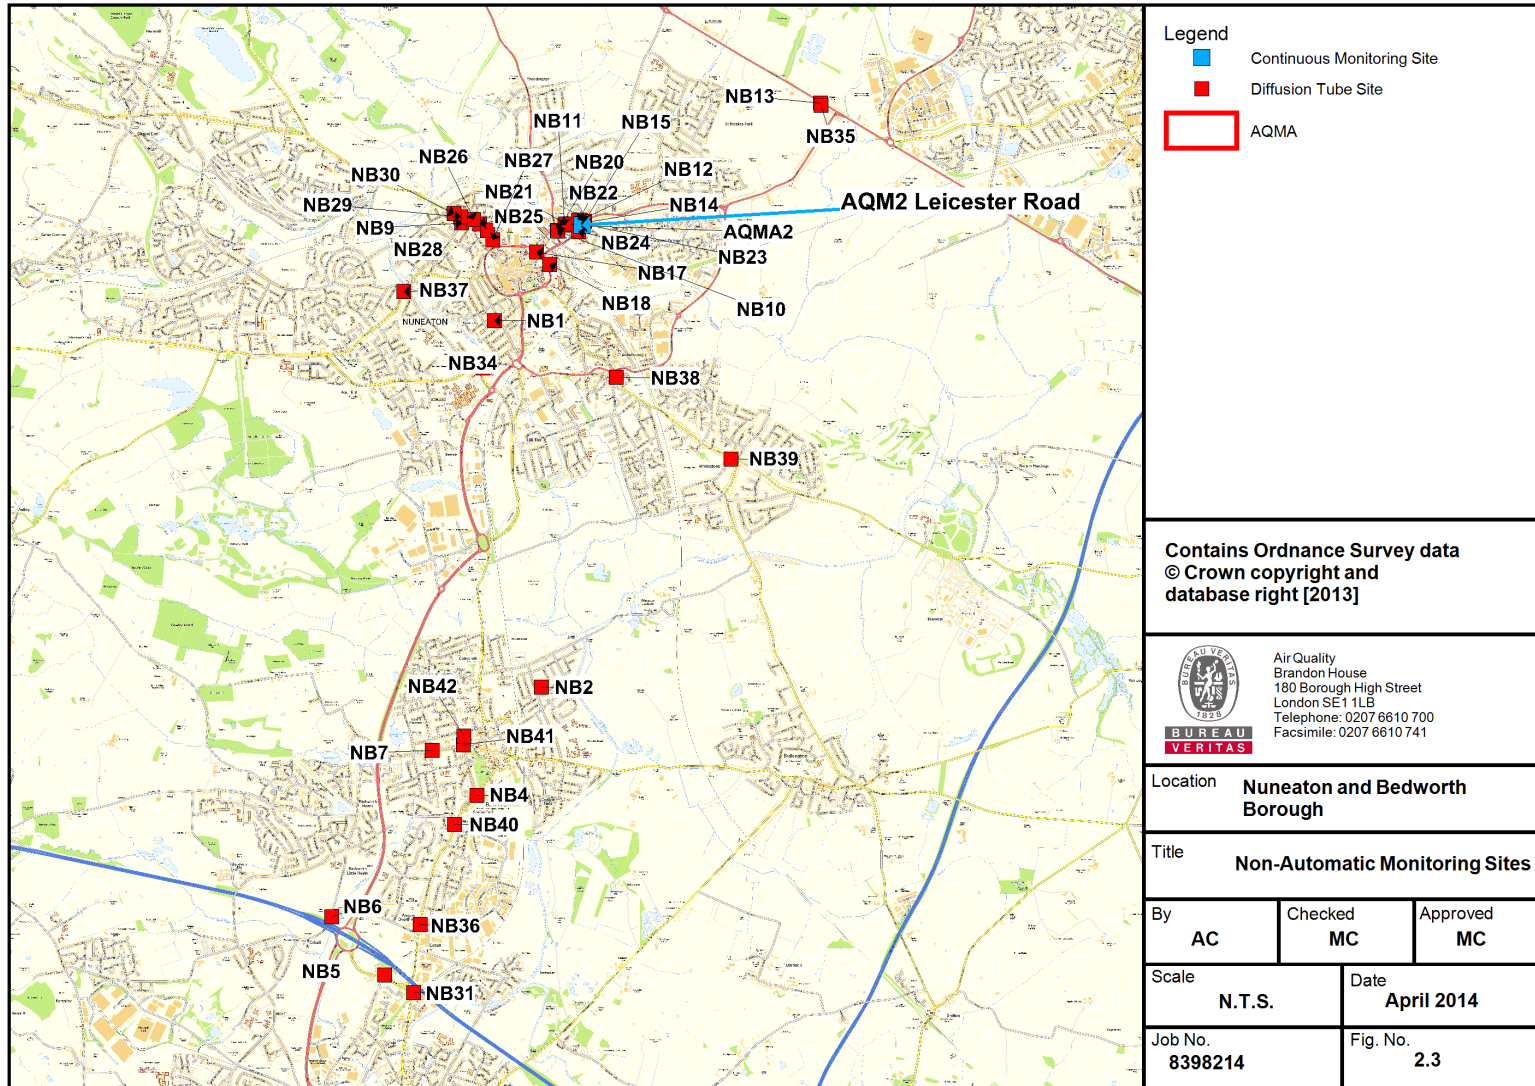 NB13
NB35
NB11
NB15
NB26
NB27
NB20
NB12
NB30
NB21
NB22
NB29
NB25
NB14
AQM2 Leicester Road
NB9
AQMA2
NB28
NB24
NB23
NB17
NB37
NB18
NB10
NUNEATON
NB1
NB34
NB38
NB39
NB42
NB2
NB41
NB7
NB4
NB40
NB6
NB36
NB5
NB31
Legend
Continuous Monitoring Site
Diffusion Tube Site
AQMA
Contains Ordnance Survey data
© Crown copyright and
database right [2013]
BUREAU VERITAS
1828
BUREAU
VERITAS
Air Quality
Brandon House
180 Borough High Street
London SE1 1LB
Telephone: 0207 6610 700
Facsimile: 0207 6610 741
Location
Nuneaton and Bedworth
Borough
Title
Non-Automatic Monitoring Sites
By
AC
Checked
MC
Approved
MC
Scale
N.T.S.
Date
April 2014
Job No.
8398214
Fig. No.
2.3